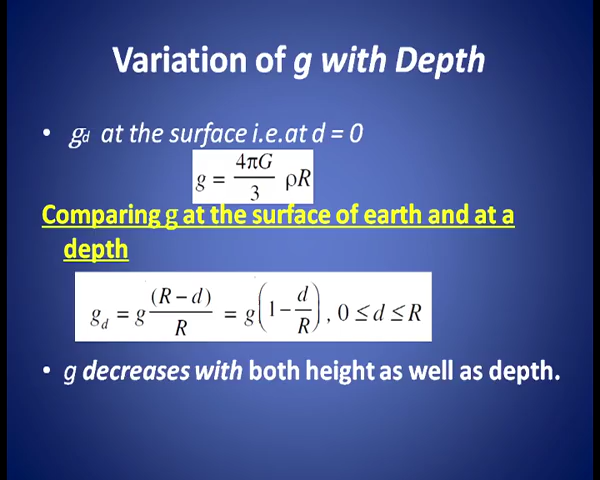 Variation of g with Depth
• gd at the surface i.e.at d = 0
g = 4πG/3 ρR
Comparing g at the surface of earth and at a
depth
gd = g (R – d)/R = g(1 – d/R), 0 ≤ d ≤ R
• g decreases with both height as well as depth.